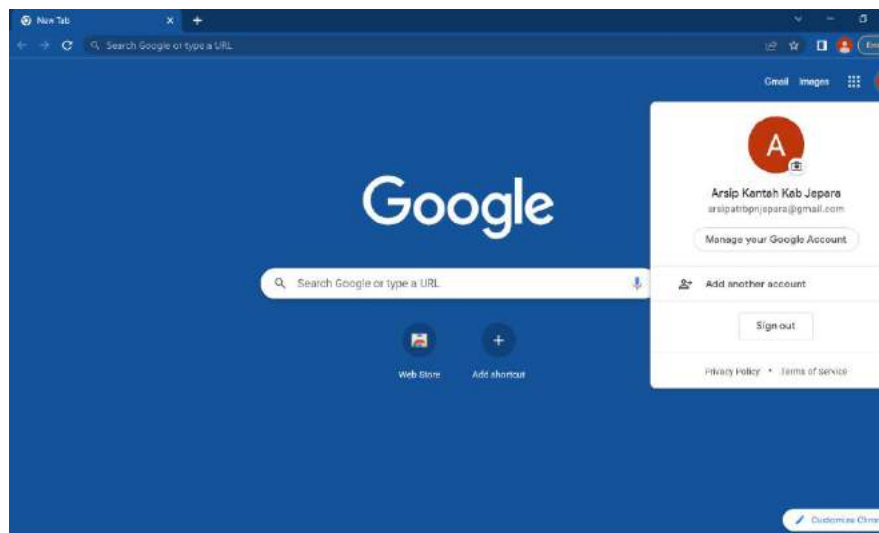 New Tab
Search Google or type a URL
Gmail Images
A
Arsip Kantah Kab Jepara
arsipatrbpnjepara@gmail.com
Manage your Google Account
Google
Search Google or type a URL
Add another account
Sign out
Web Store Add shortcut
Privacy Policy • Terms of Service
Customize